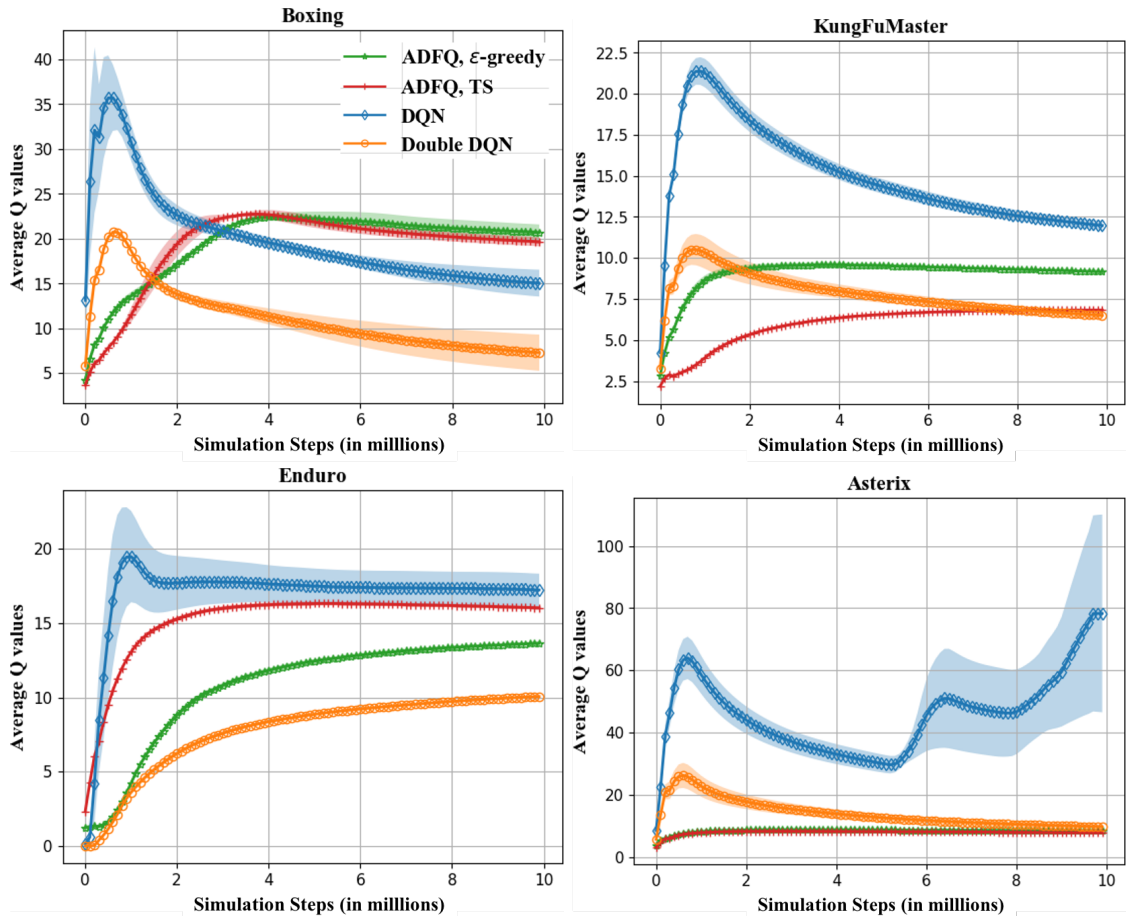 Boxing
Average Q values
40
35
30
25
20
15
10
5
0 2 4 6 8 10
Simulation Steps (in milllions)
ADFQ, ε-greedy
ADFQ, TS
DQN
Double DQN
KungFuMaster
Average Q values
22.5
20.0
17.5
15.0
12.5
10.0
7.5
5.0
2.5
0 2 4 6 8 10
Simulation Steps (in milllions)
Enduro
Average Q values
20
15
10
5
0
0 2 4 6 8 10
Simulation Steps (in milllions)
Asterix
Average Q values
100
80
60
40
20
0
0 2 4 6 8 10
Simulation Steps (in milllions)